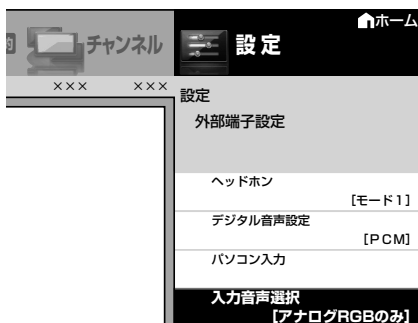 ホーム
チャンネル
設定
××× ×××
設定
外部端子設定
ヘッドホン
[モード1]
デジタル音声設定
[PCM]
パソコン入力
入力音声選択
[アナログRGBのみ]